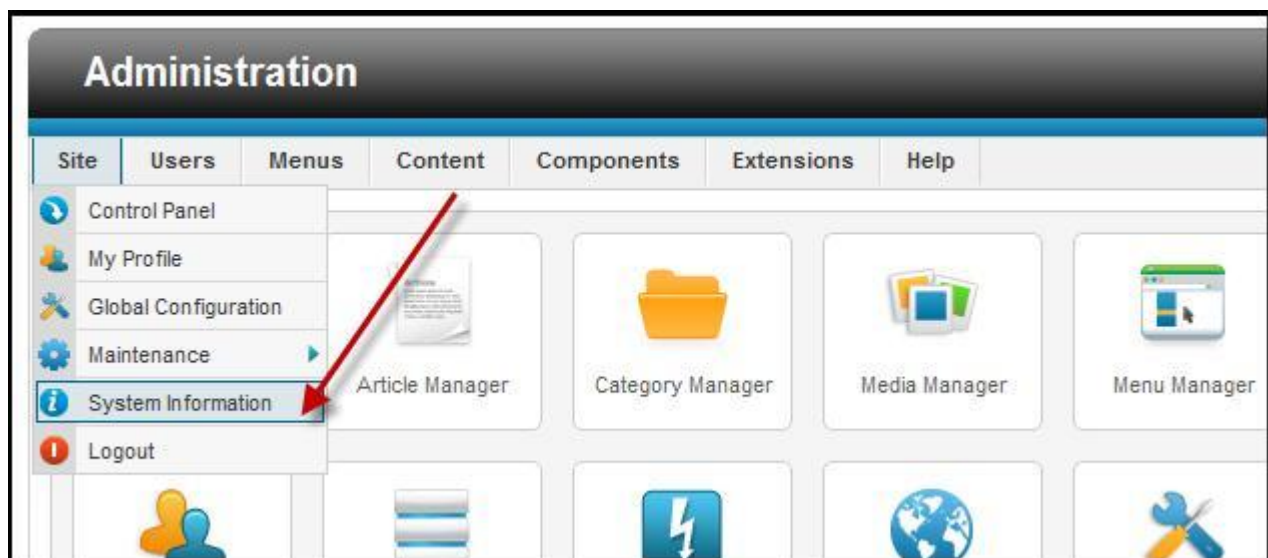 Administration
Site Users Menus Content Components Extensions Help
Control Panel
My Profile
Global Configuration
Maintenance
System Information
Logout
Article Manager Category Manager Media Manager Menu Manager